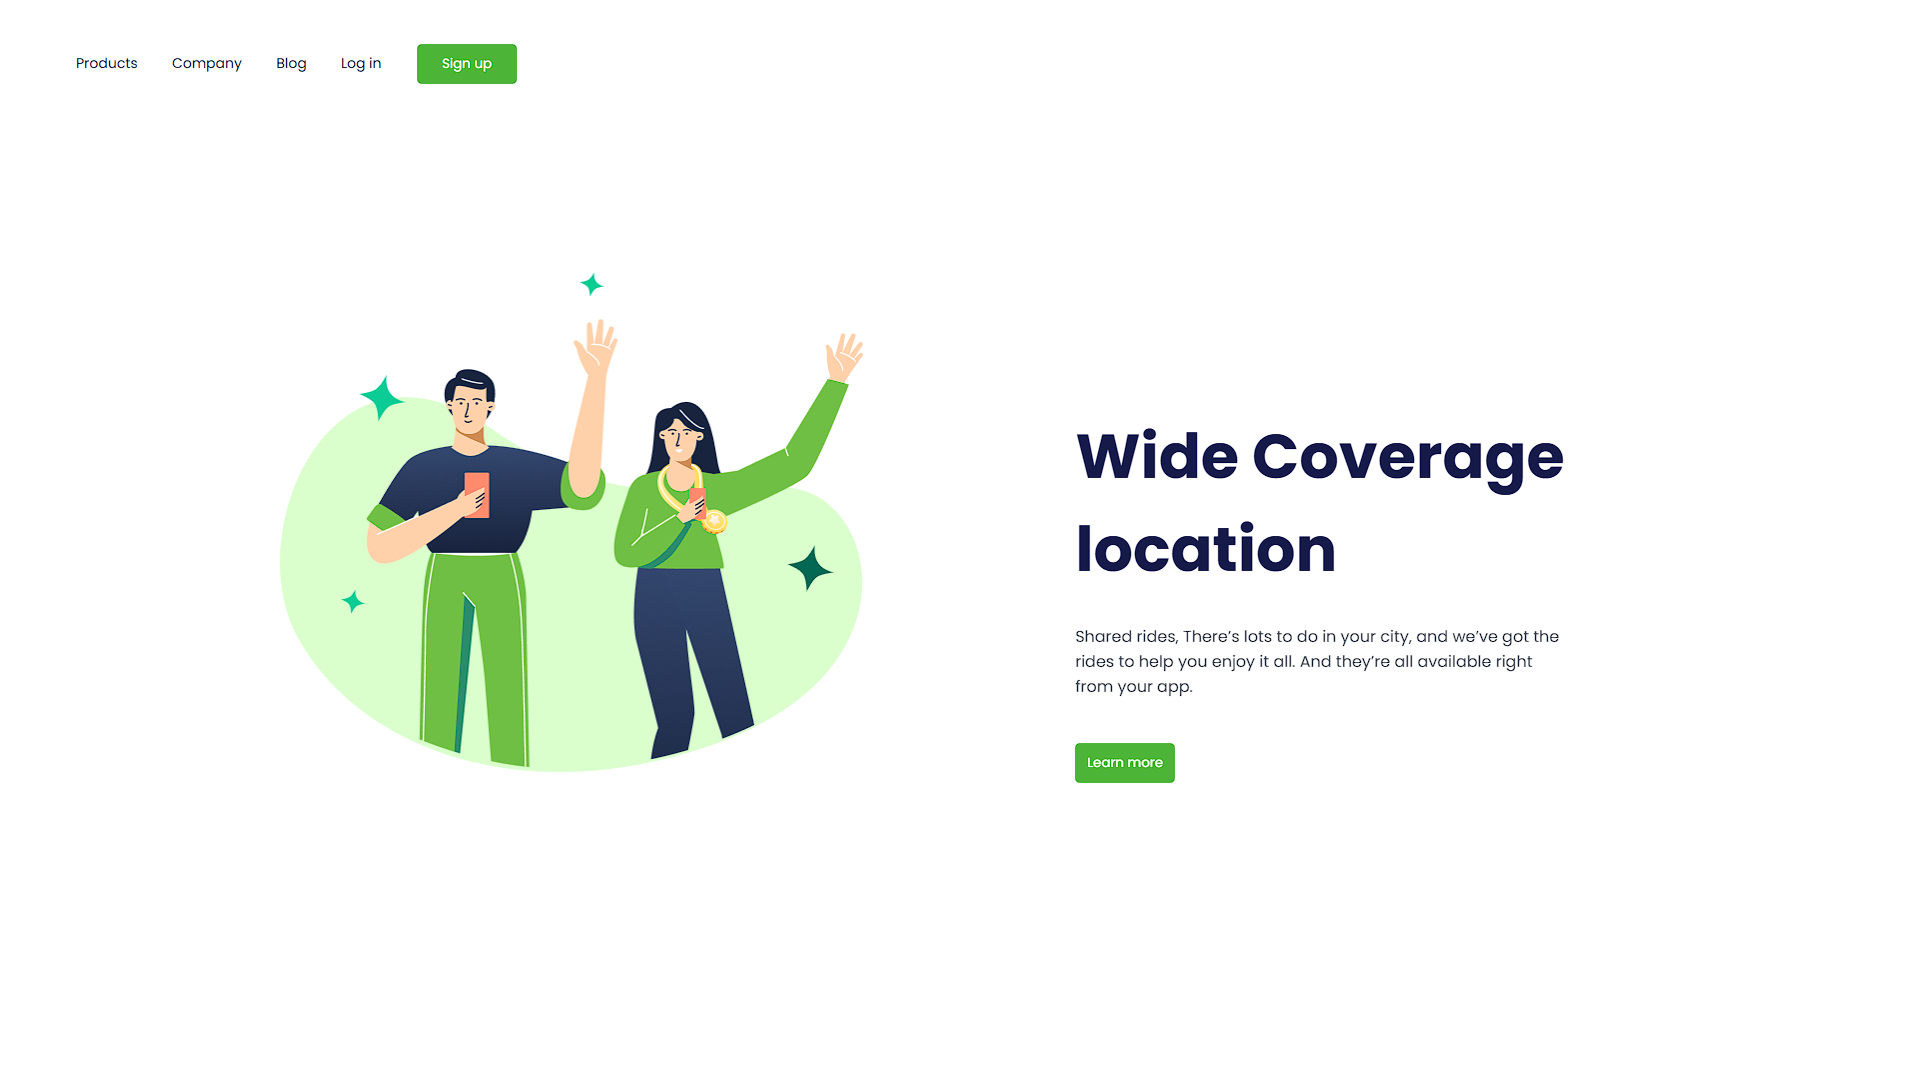 Products
Company
Blog
Log in
Sign up
Wide Coverage
location
Shared rides, There’s lots to do in your city, and we’ve got the
rides to help you enjoy it all. And they’re all available right
from your app.
Learn more